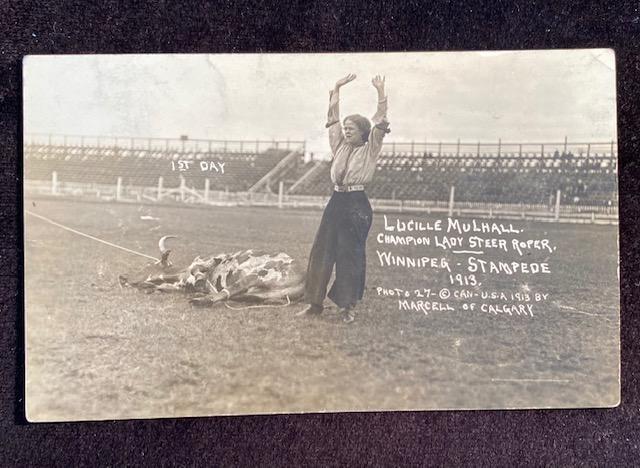 1ST DAY
LUCILLE MULHALL.
CHAMPION LADY STEER ROPER.
WINNIPEG - STAMPEDE
1913.
PHOTO 27- © CAN - U.S.A 1913 BY
MARCELL OF CALGARY